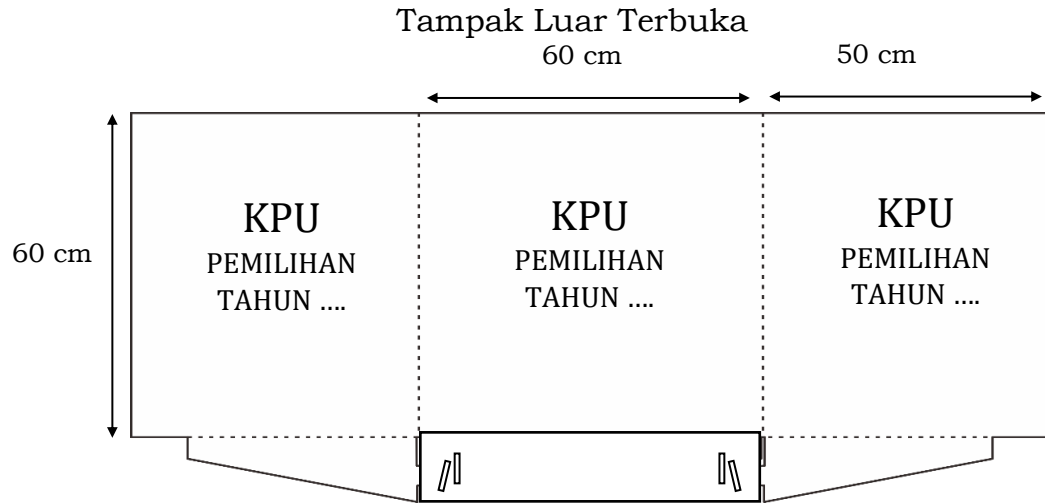 Tampak Luar Terbuka
60 cm
50 cm
60 cm
KPU
PEMILIHAN
TAHUN ....
KPU
PEMILIHAN
TAHUN ....
KPU
PEMILIHAN
TAHUN ....